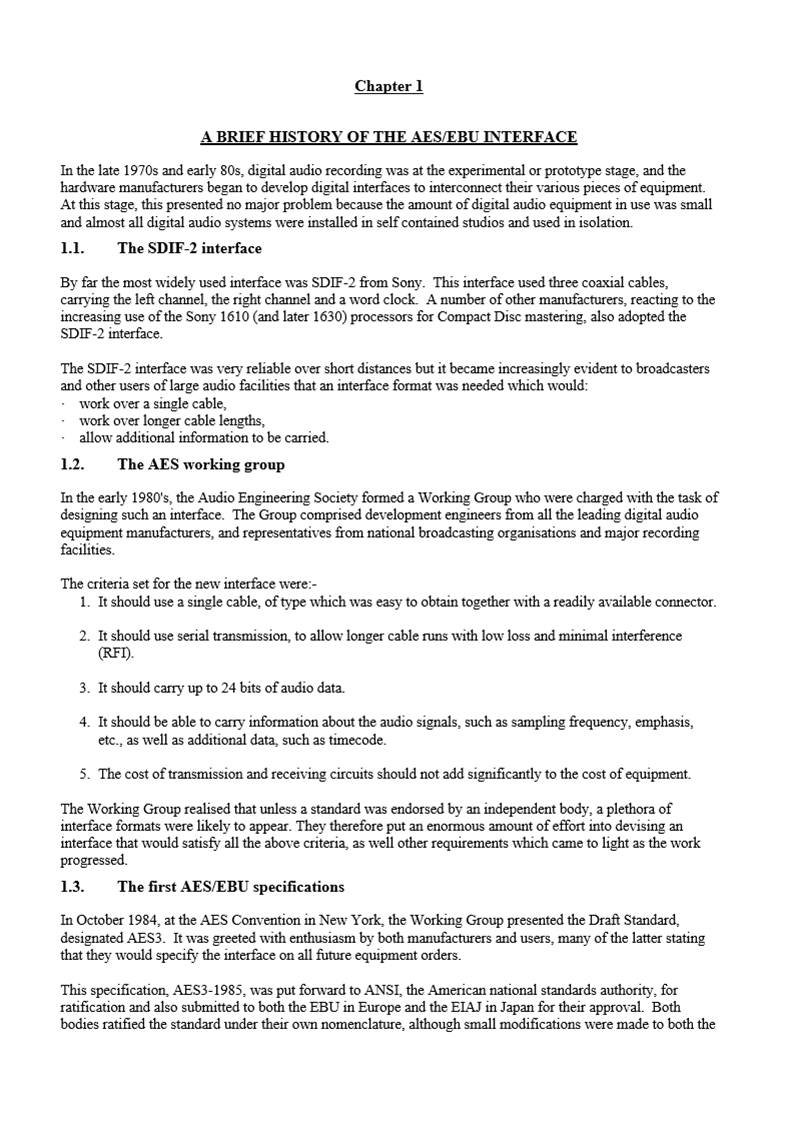 Chapter 1
A BRIEF HISTORY OF THE AES/EBU INTERFACE
In the late 1970s and early 80s, digital audio recording was at the experimental or prototype stage, and the
hardware manufacturers began to develop digital interfaces to interconnect their various pieces of equipment.
At this stage, this presented no major problem because the amount of digital audio equipment in use was small
and almost all digital audio systems were installed in self contained studios and used in isolation.
1.1. The SDIF-2 interface
By far the most widely used interface was SDIF-2 from Sony. This interface used three coaxial cables,
carrying the left channel, the right channel and a word clock. A number of other manufacturers, reacting to the
increasing use of the Sony 1610 (and later 1630) processors for Compact Disc mastering, also adopted the
SDIF-2 interface.
The SDIF-2 interface was very reliable over short distances but it became increasingly evident to broadcasters
and other users of large audio facilities that an interface format was needed which would:
· work over a single cable,
· work over longer cable lengths,
· allow additional information to be carried.
1.2. The AES working group
In the early 1980's, the Audio Engineering Society formed a Working Group who were charged with the task of
designing such an interface. The Group comprised development engineers from all the leading digital audio
equipment manufacturers, and representatives from national broadcasting organisations and major recording
facilities.
The criteria set for the new interface were:-
1. It should use a single cable, of type which was easy to obtain together with a readily available connector.
2. It should use serial transmission, to allow longer cable runs with low loss and minimal interference
(RFI).
3. It should carry up to 24 bits of audio data.
4. It should be able to carry information about the audio signals, such as sampling frequency, emphasis,
etc., as well as additional data, such as timecode.
5. The cost of transmission and receiving circuits should not add significantly to the cost of equipment.
The Working Group realised that unless a standard was endorsed by an independent body, a plethora of
interface formats were likely to appear. They therefore put an enormous amount of effort into devising an
interface that would satisfy all the above criteria, as well other requirements which came to light as the work
progressed.
1.3. The first AES/EBU specifications
In October 1984, at the AES Convention in New York, the Working Group presented the Draft Standard,
designated AES3. It was greeted with enthusiasm by both manufacturers and users, many of the latter stating
that they would specify the interface on all future equipment orders.
This specification, AES3-1985, was put forward to ANSI, the American national standards authority, for
ratification and also submitted to both the EBU in Europe and the EIAJ in Japan for their approval. Both
bodies ratified the standard under their own nomenclature, although small modifications were made to both the